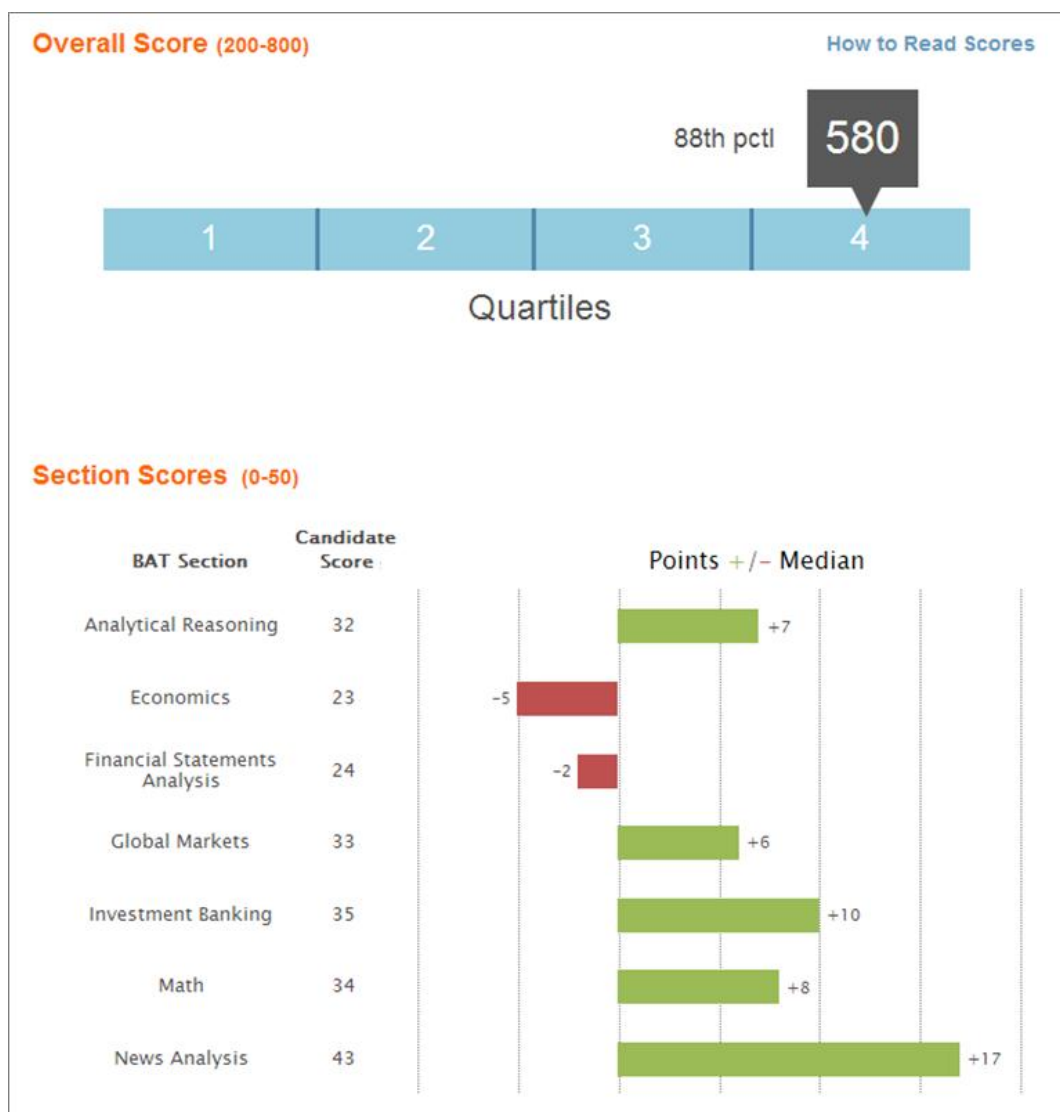 Overall Score (200-800)
How to Read Scores
88th pctl
580
1 2 3 4
Quartiles
Section Scores (0-50)
BAT Section
Candidate
Score
Points +/- Median
Analytical Reasoning 32 +7
Economics 23 -5
Financial Statements
Analysis
24 -2
Global Markets 33 +6
Investment Banking 35 +10
Math 34 +8
News Analysis 43 +17